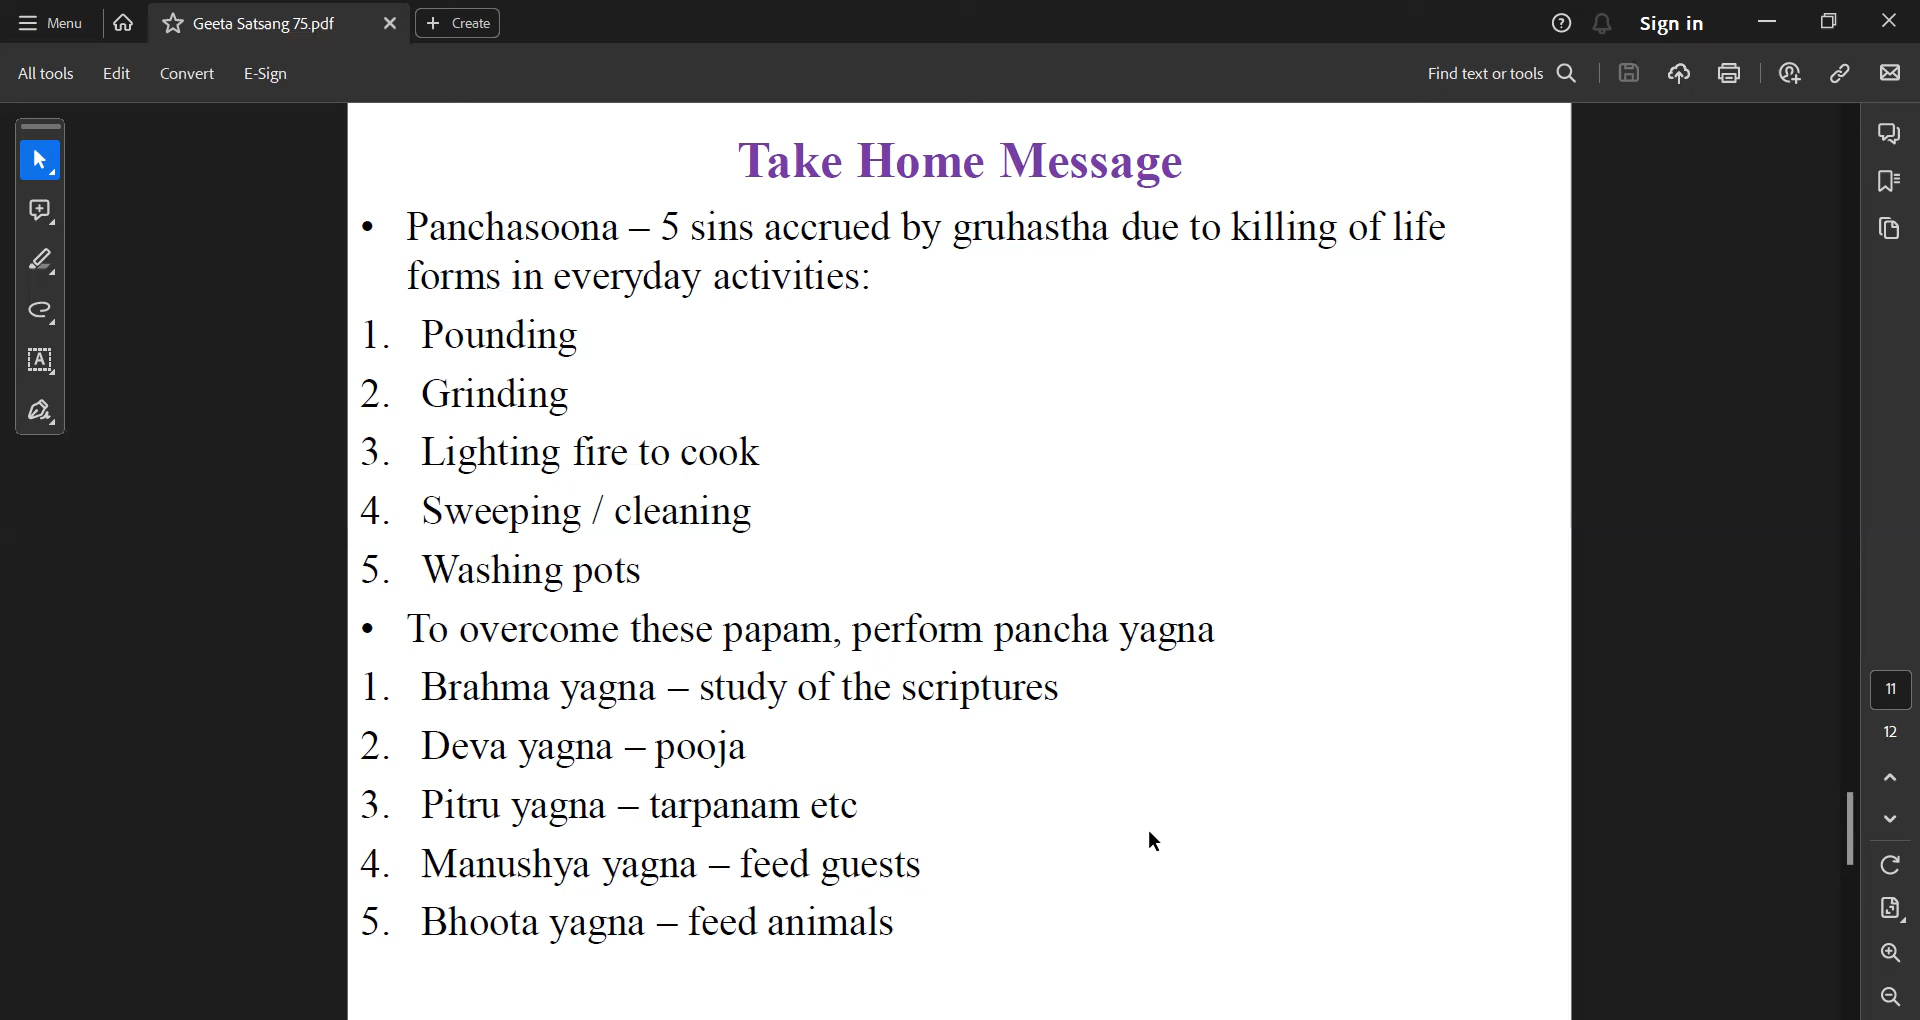 Menu
Geeta Satsang 75.pdf
Create
Sign in
All tools
Edit
Convert
E-Sign
Find text or tools
Take Home Message
• Panchasoona – 5 sins accrued by gruhastha due to killing of life
forms in everyday activities:
1. Pounding
2. Grinding
3. Lighting fire to cook
4. Sweeping / cleaning
5. Washing pots
• To overcome these papam, perform pancha yagna
1. Brahma yagna – study of the scriptures
2. Deva yagna – pooja
3. Pitru yagna – tarpanam etc
4. Manushya yagna – feed guests
5. Bhoota yagna – feed animals
11
12